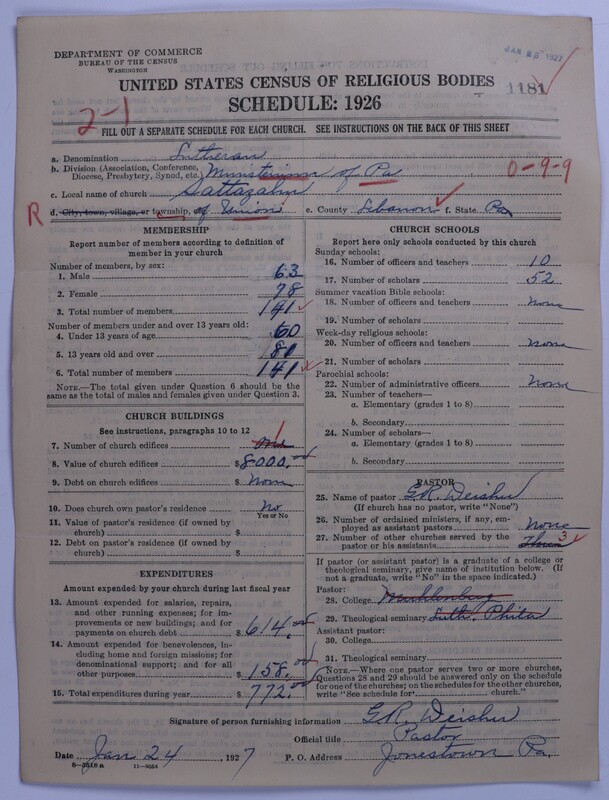 DEPARTMENT OF COMMERCE
BUREAU OF THE CENSUS
WASHINGTON
JAN 26 1927
UNITED STATES CENSUS OF RELIGIOUS BODIES
1181
SCHEDULE: 1926
2-1
FILL OUT A SEPARATE SCHEDULE FOR EACH CHURCH. SEE INSTRUCTIONS ON THE BACK OF THIS SHEET
a. Denomination Lutheran
b. Division (Association, Conference, Diocese, Presbytery, Synod, etc.) Ministerium of Pa
0-9-9
c. Local name of church Sattazahn
R d. City, town, village, or township, of Union e. County Lebanon f. State Pa
MEMBERSHIP
Report number of members according to definition of member in your church
Number of members, by sex:
1. Male 63
2. Female 78
3. Total number of members 141
Number of members under and over 13 years old:
4. Under 13 years of age 60
5. 13 years old and over 81
6. Total number of members 141
NOTE.—The total given under Question 6 should be the same as the total of males and females given under Question 3.
CHURCH BUILDINGS
See instructions, paragraphs 10 to 12
7. Number of church edifices One
8. Value of church edifices $8000.00
9. Debt on church edifices $ None
10. Does church own pastor's residence No
Yes or No
11. Value of pastor's residence (if owned by church) $
12. Debt on pastor's residence (if owned by church) $
EXPENDITURES
Amount expended by your church during last fiscal year
13. Amount expended for salaries, repairs, and other running expenses; for improvements or new buildings; and for payments on church debt $ 614.00
14. Amount expended for benevolences, including home and foreign missions; for denominational support; and for all other purposes $ 158.00
15. Total expenditures during year $ 772.00
CHURCH SCHOOLS
Report here only schools conducted by this church
Sunday schools:
16. Number of officers and teachers 10
17. Number of scholars 52
Summer vacation Bible schools:
18. Number of officers and teachers None
19. Number of scholars
Week-day religious schools:
20. Number of officers and teachers None
21. Number of scholars
Parochial schools:
22. Number of administrative officers None
23. Number of teachers—
a. Elementary (grades 1 to 8)
b. Secondary
24. Number of scholars—
a. Elementary (grades 1 to 8)
b. Secondary
PASTOR
25. Name of pastor G.R. Deisher
(If church has no pastor, write "None")
26. Number of ordained ministers, if any, employed as assistant pastors None
27. Number of other churches served by the pastor or his assistants Three 3
If pastor (or assistant pastor) is a graduate of a college or theological seminary, give name of institution below. (If not a graduate, write "No" in the space indicated.)
Pastor:
28. College Muhlenberg
29. Theological seminary Luth. Phila
Assistant pastor:
30. College
31. Theological seminary
NOTE.—Where one pastor serves two or more churches, Questions 28 and 29 should be answered only on the schedule for one of the churches; on the schedules for the other churches, write "See schedule for church."
Signature of person furnishing information G.R. Deisher
Official title Pastor
Date Jan 24, 1927 P. O. Address Jonestown Pa.
8—3518 a 11—9054